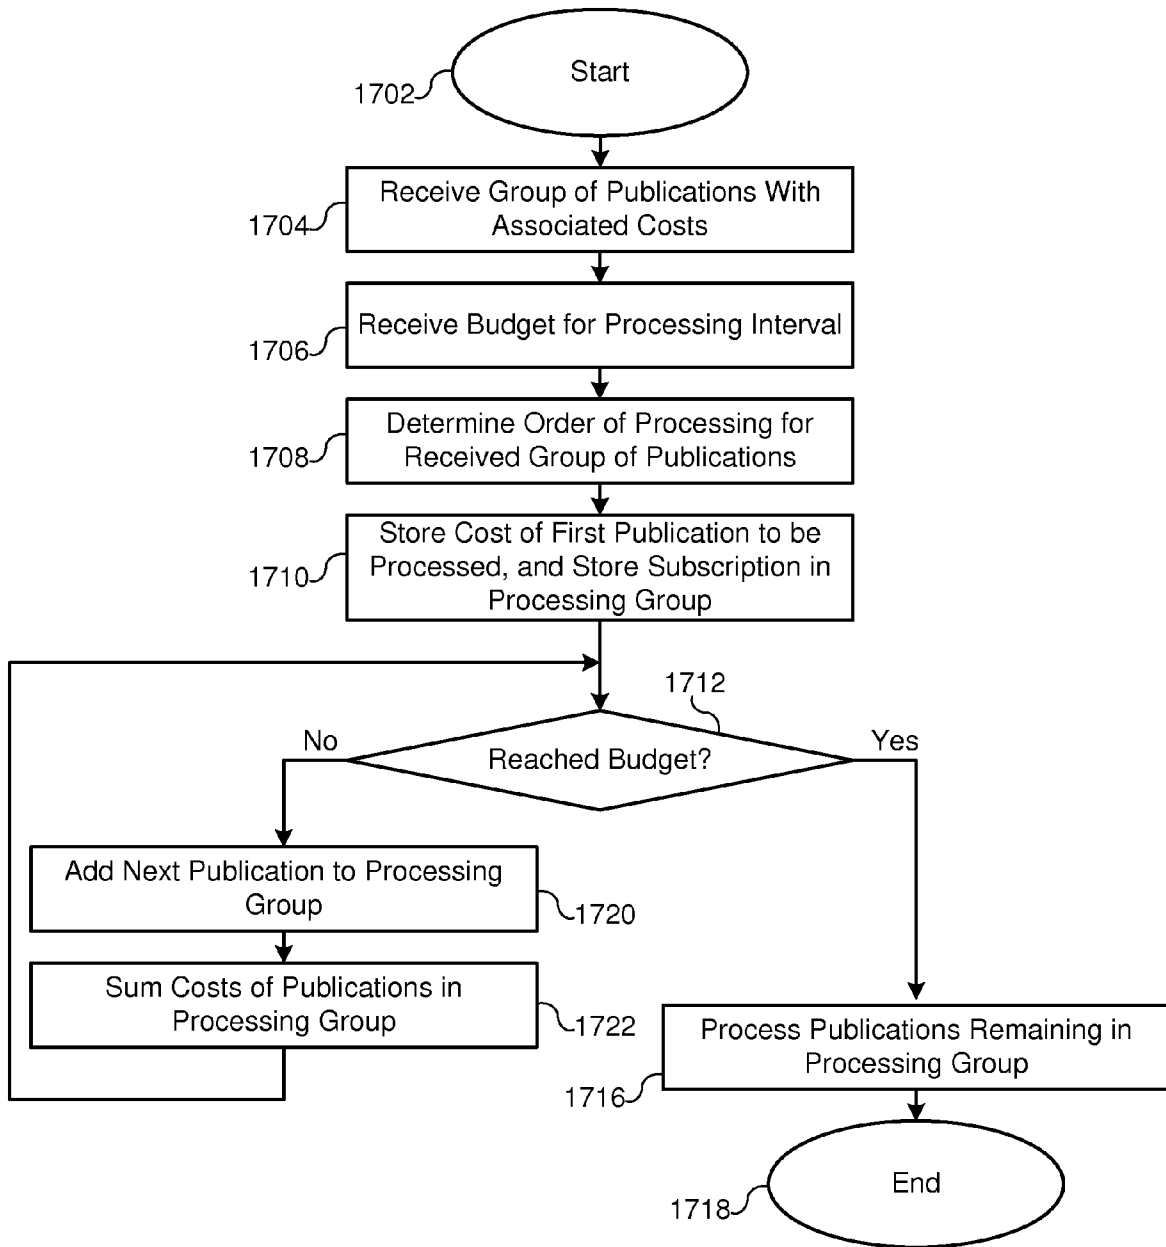 Start
1702
Receive Group of Publications With
Associated Costs
1704
Receive Budget for Processing Interval
1706
Determine Order of Processing for
Received Group of Publications
1708
Store Cost of First Publication to be
Processed, and Store Subscription in
Processing Group
1710
1712
Reached Budget?
No
Yes
Add Next Publication to Processing
Group
1720
Sum Costs of Publications in
Processing Group
1722
Process Publications Remaining in
Processing Group
1716
End
1718